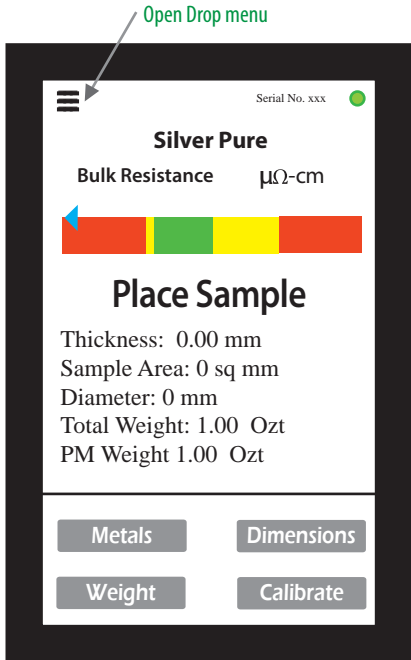 Open Drop menu
Serial No. xxx
Silver Pure
Bulk Resistance μΩ-cm
Place Sample
Thickness: 0.00 mm
Sample Area: 0 sq mm
Diameter: 0 mm
Total Weight: 1.00 Ozt
PM Weight 1.00 Ozt
Metals Dimensions
Weight Calibrate